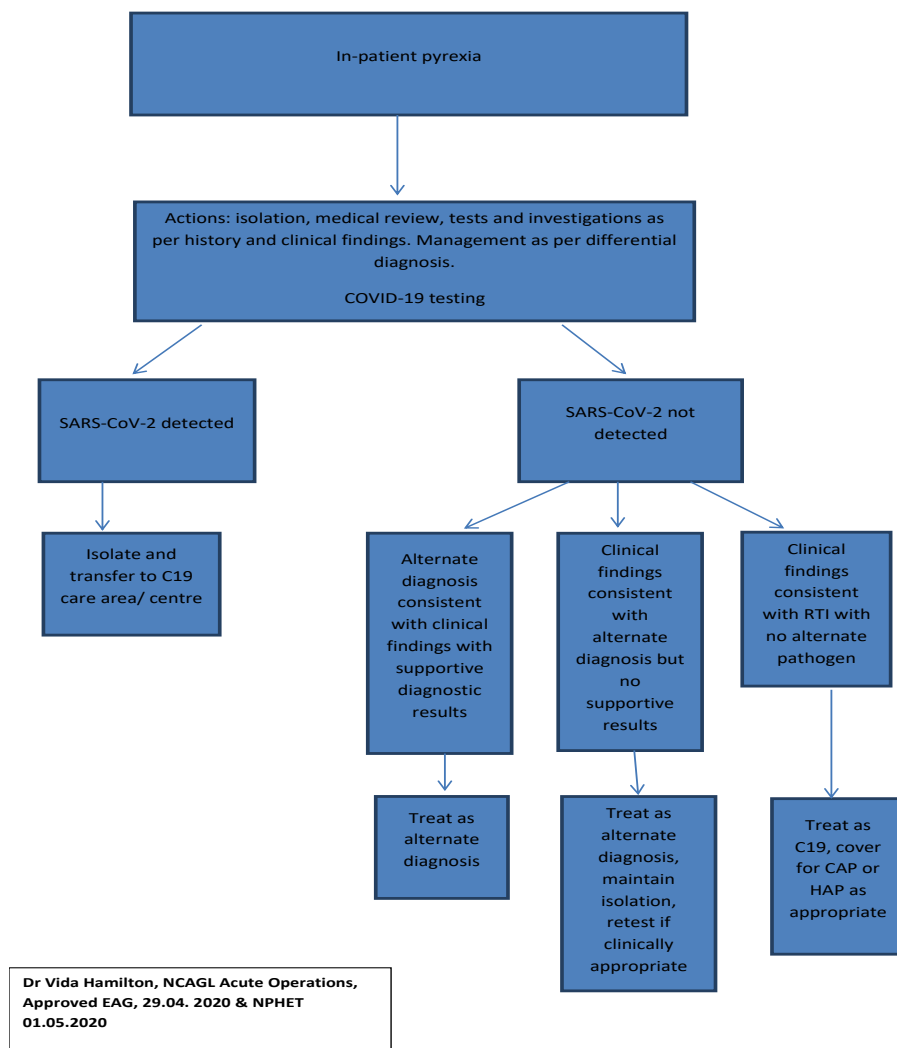 In-patient pyrexia
Actions: isolation, medical review, tests and investigations as
per history and clinical findings. Management as per differential
diagnosis.
COVID-19 testing
SARS-CoV-2 detected
SARS-CoV-2 not
detected
Isolate and
transfer to C19
care area/ centre
Alternate
diagnosis
consistent
with clinical
findings with
supportive
diagnostic
results
Clinical
findings
consistent
with
alternate
diagnosis but
no
supportive
results
Clinical
findings
consistent
with RTI with
no alternate
pathogen
Treat as
alternate
diagnosis
Treat as
alternate
diagnosis,
maintain
isolation,
retest if
clinically
appropriate
Treat as
C19, cover
for CAP or
HAP as
appropriate
Dr Vida Hamilton, NCAGL Acute Operations,
Approved EAG, 29.04. 2020 & NPHET
01.05.2020